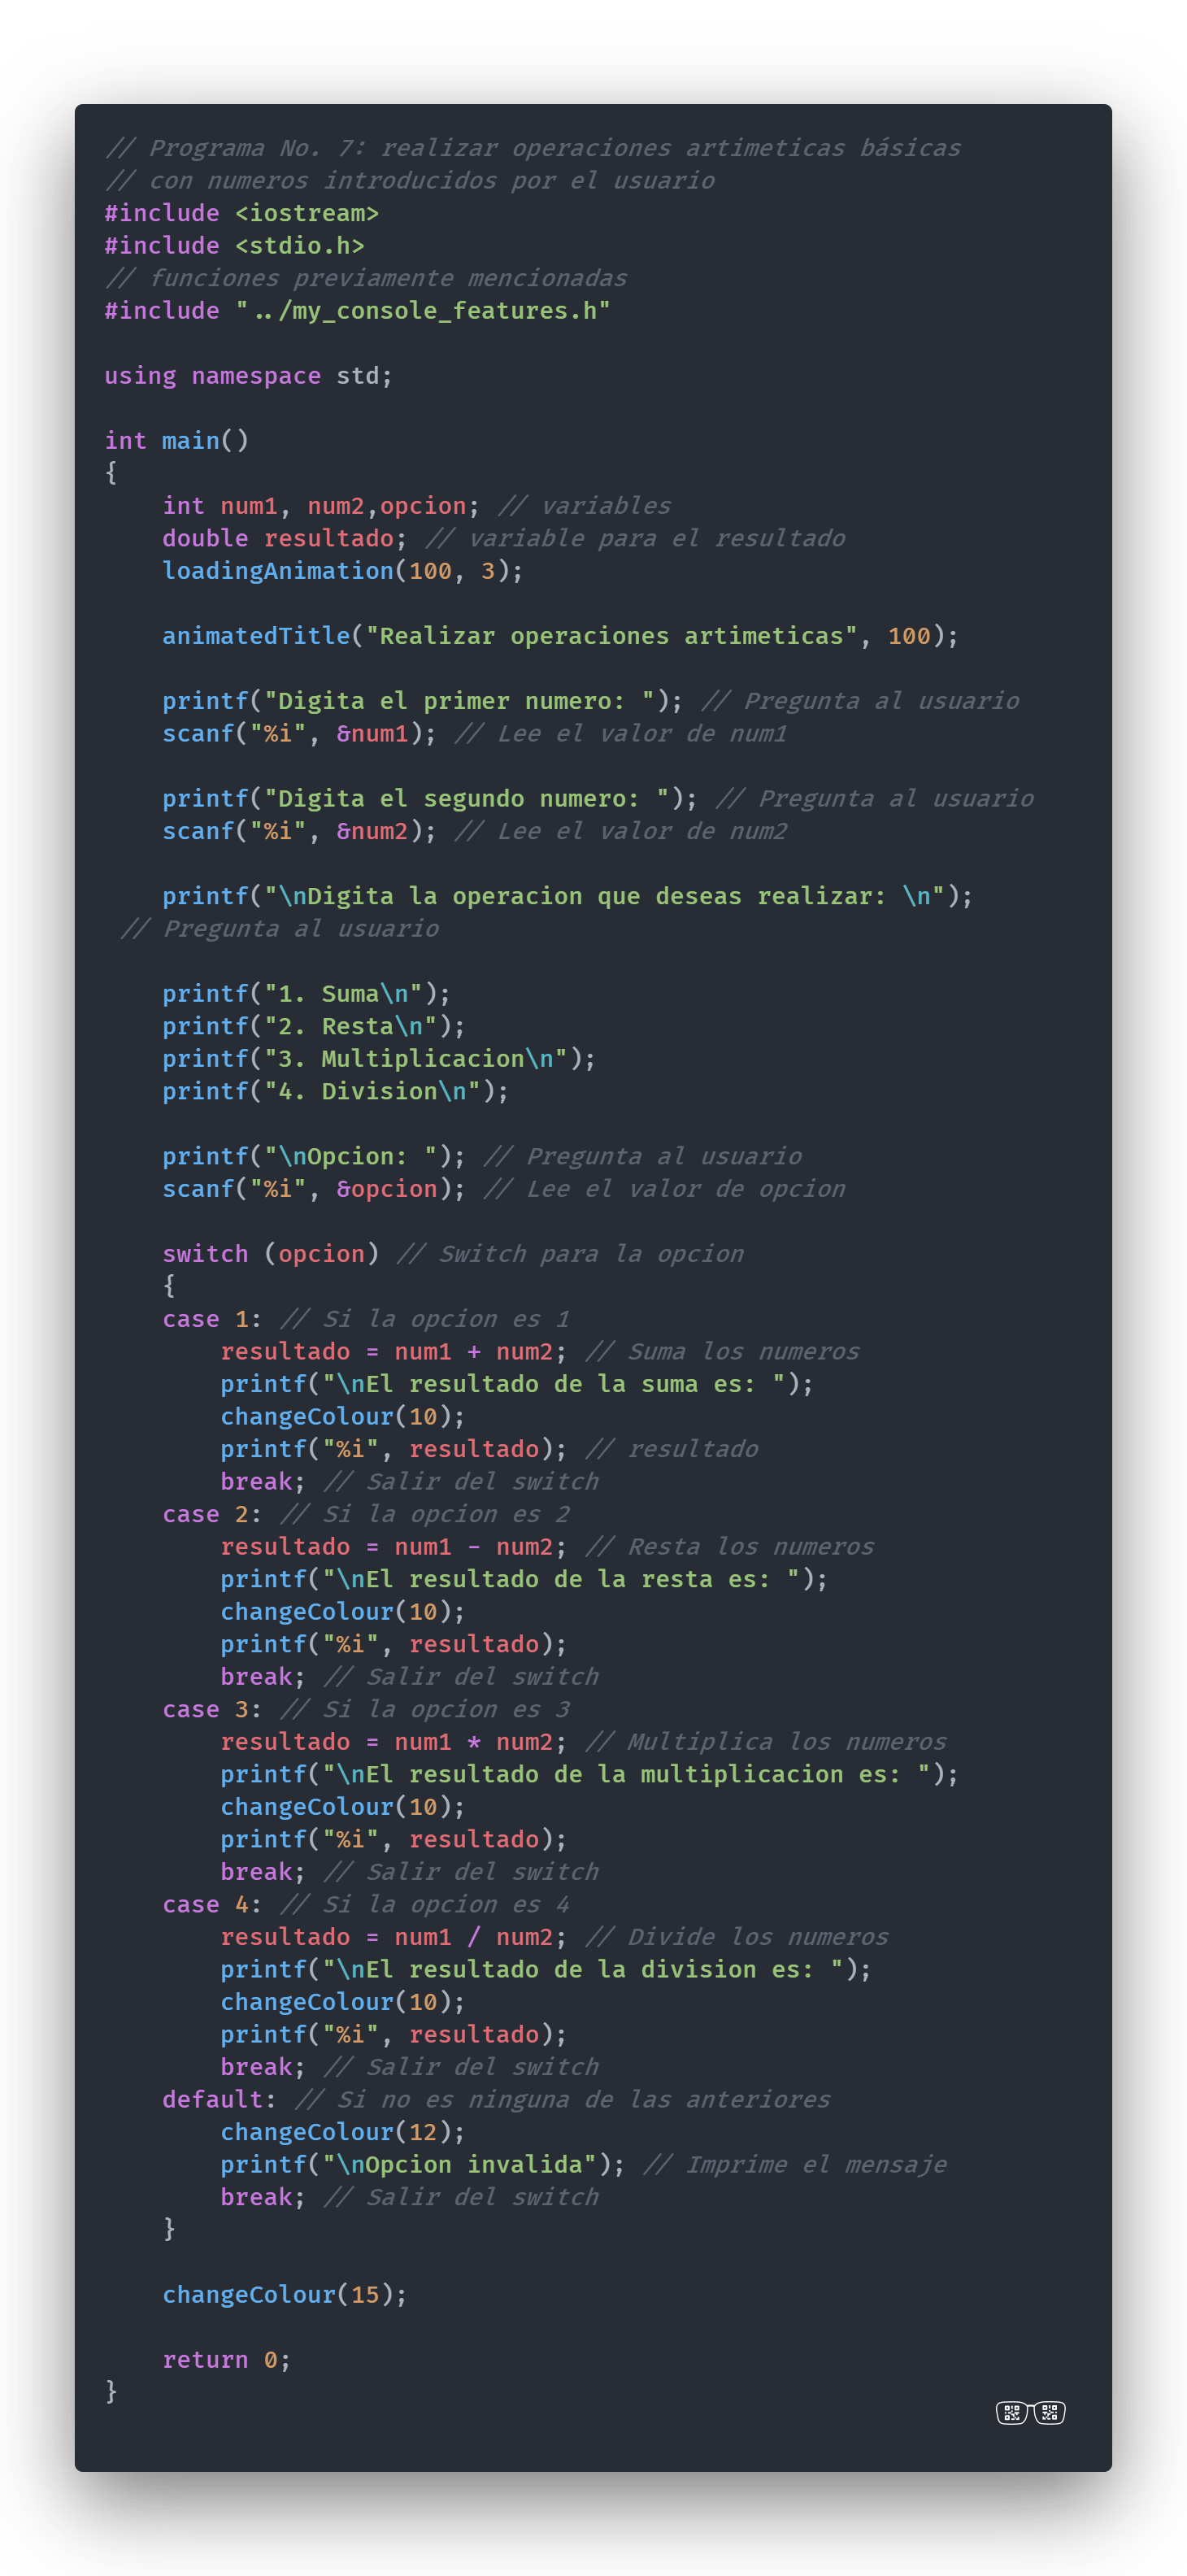 // Programa No. 7: realizar operaciones artimeticas básicas
// con numeros introducidos por el usuario
#include <iostream>
#include <stdio.h>
// funciones previamente mencionadas
#include "../my_console_features.h"

using namespace std;

int main()
{
    int num1, num2,opcion; // variables
    double resultado; // variable para el resultado
    loadingAnimation(100, 3);

    animatedTitle("Realizar operaciones artimeticas", 100);

    printf("Digita el primer numero: "); // Pregunta al usuario
    scanf("%i", &num1); // Lee el valor de num1

    printf("Digita el segundo numero: "); // Pregunta al usuario
    scanf("%i", &num2); // Lee el valor de num2

    printf("\nDigita la operacion que deseas realizar: \n");
 // Pregunta al usuario

    printf("1. Suma\n");
    printf("2. Resta\n");
    printf("3. Multiplicacion\n");
    printf("4. Division\n");

    printf("\nOpcion: "); // Pregunta al usuario
    scanf("%i", &opcion); // Lee el valor de opcion

    switch (opcion) // Switch para la opcion
    {
    case 1: // Si la opcion es 1
        resultado = num1 + num2; // Suma los numeros
        printf("\nEl resultado de la suma es: ");
        changeColour(10);
        printf("%i", resultado); // resultado
        break; // Salir del switch
    case 2: // Si la opcion es 2
        resultado = num1 - num2; // Resta los numeros
        printf("\nEl resultado de la resta es: ");
        changeColour(10);
        printf("%i", resultado);
        break; // Salir del switch
    case 3: // Si la opcion es 3
        resultado = num1 * num2; // Multiplica los numeros
        printf("\nEl resultado de la multiplicacion es: ");
        changeColour(10);
        printf("%i", resultado);
        break; // Salir del switch
    case 4: // Si la opcion es 4
        resultado = num1 / num2; // Divide los numeros
        printf("\nEl resultado de la division es: ");
        changeColour(10);
        printf("%i", resultado);
        break; // Salir del switch
    default: // Si no es ninguna de las anteriores
        changeColour(12);
        printf("\nOpcion invalida"); // Imprime el mensaje
        break; // Salir del switch
    }

    changeColour(15);

    return 0;
}